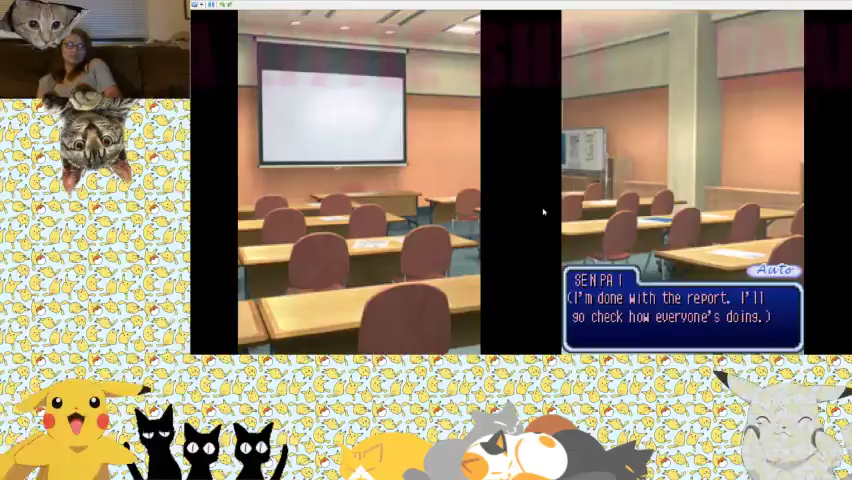 Auto
SENPAI
(I'm done with the report. I'll
go check how everyone's doing.)